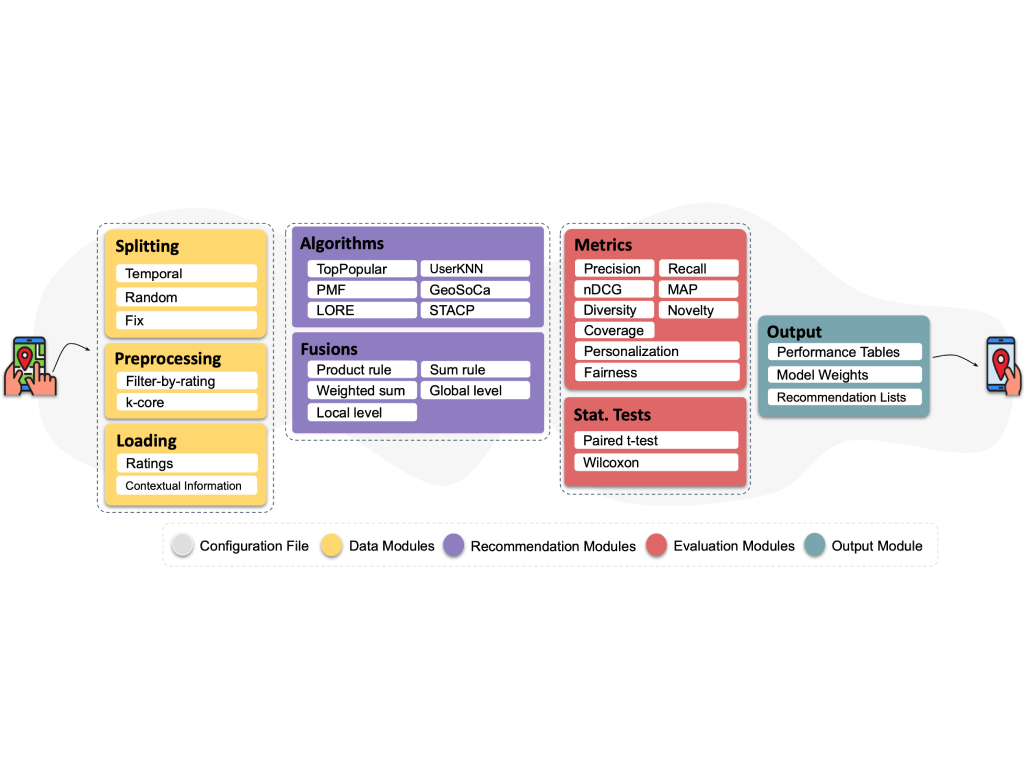 Splitting
Temporal
Random
Fix
Preprocessing
Filter-by-rating
k-core
Loading
Ratings
Contextual Information
Algorithms
TopPopular UserKNN
PMF GeoSoCa
LORE STACP
Fusions
Product rule Sum rule
Weighted sum Global level
Local level
Metrics
Precision Recall
nDCG MAP
Diversity Novelty
Coverage
Personalization
Fairness
Stat. Tests
Paired t-test
Wilcoxon
Output
Performance Tables
Model Weights
Recommendation Lists
Configuration File Data Modules Recommendation Modules Evaluation Modules Output Module